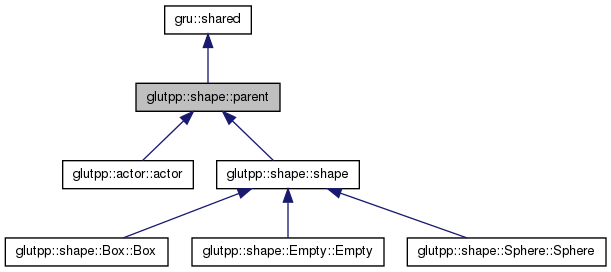 gru::shared
glutpp::shape::parent
glutpp::actor::actor
glutpp::shape::shape
glutpp::shape::Box::Box
glutpp::shape::Empty::Empty
glutpp::shape::Sphere::Sphere